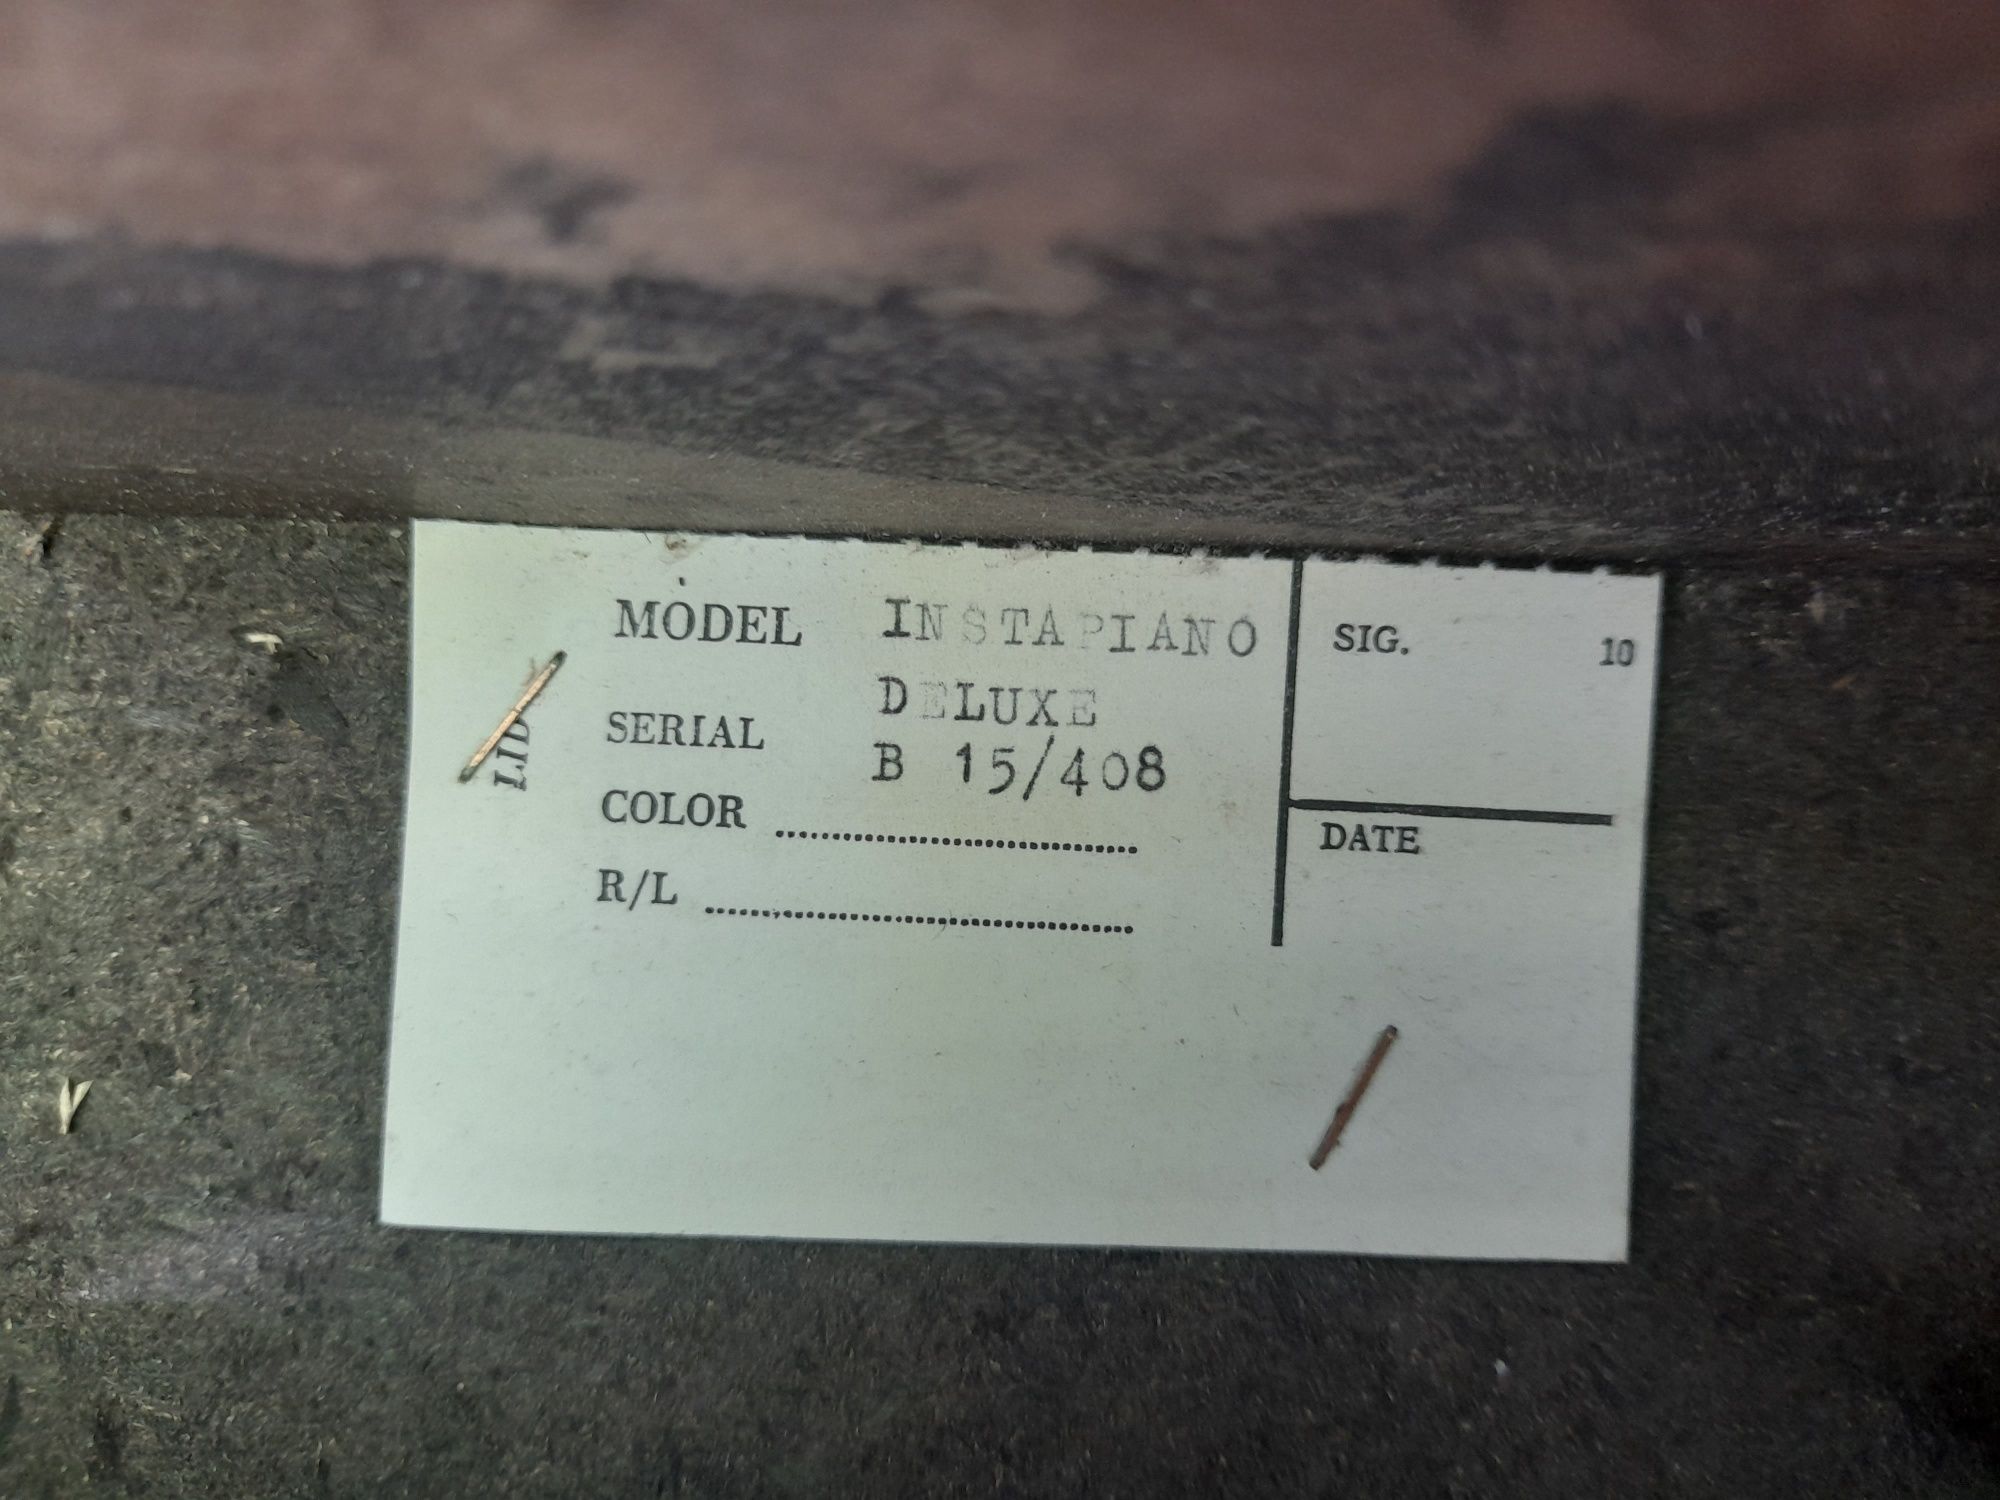 MODEL INSTAPIANO
DELUXE
SERIAL B 15/408
COLOR
R/L
LID
SIG. 10
DATE